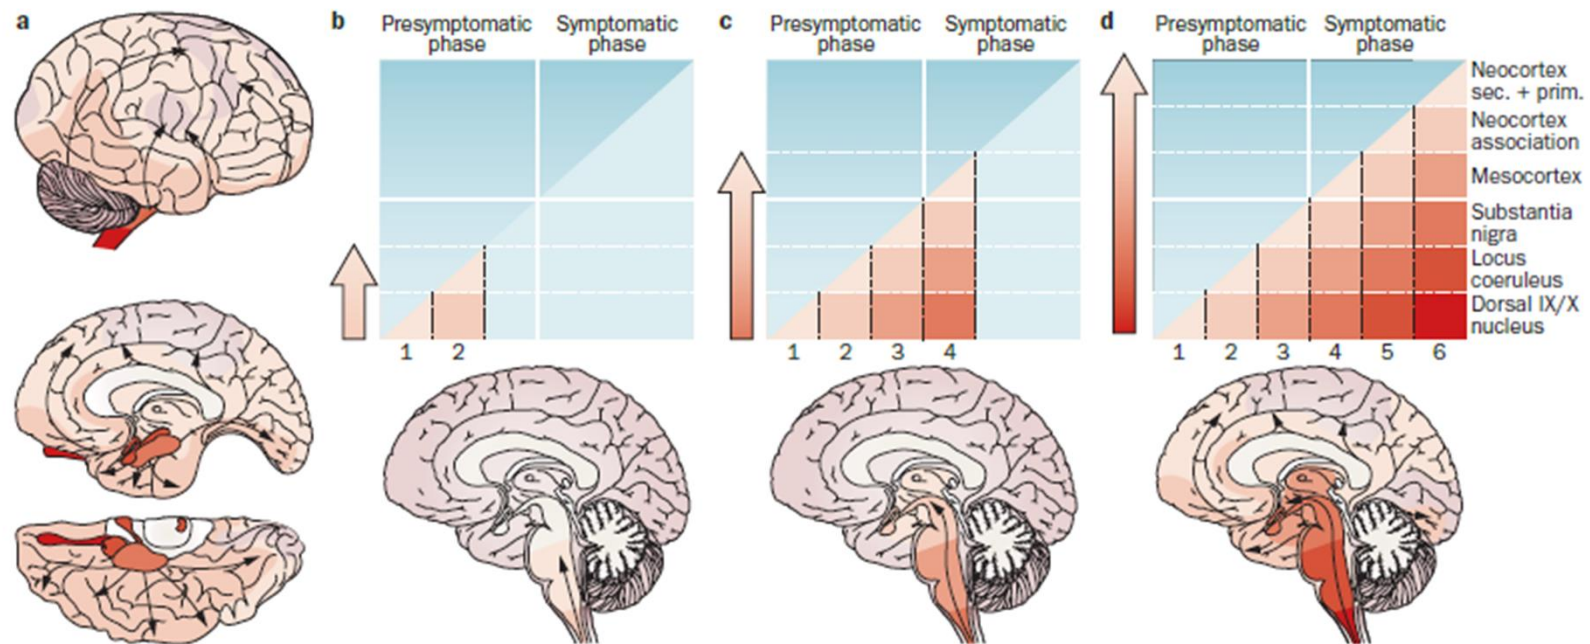 a
b
Presymptomatic
phase
Symptomatic
phase
1 2
c
Presymptomatic
phase
Symptomatic
phase
1 2 3 4
d
Presymptomatic
phase
Symptomatic
phase
Neocortex
sec. + prim.
Neocortex
association
Mesocortex
Substantia
nigra
Locus
coeruleus
Dorsal IX/X
nucleus
1 2 3 4 5 6